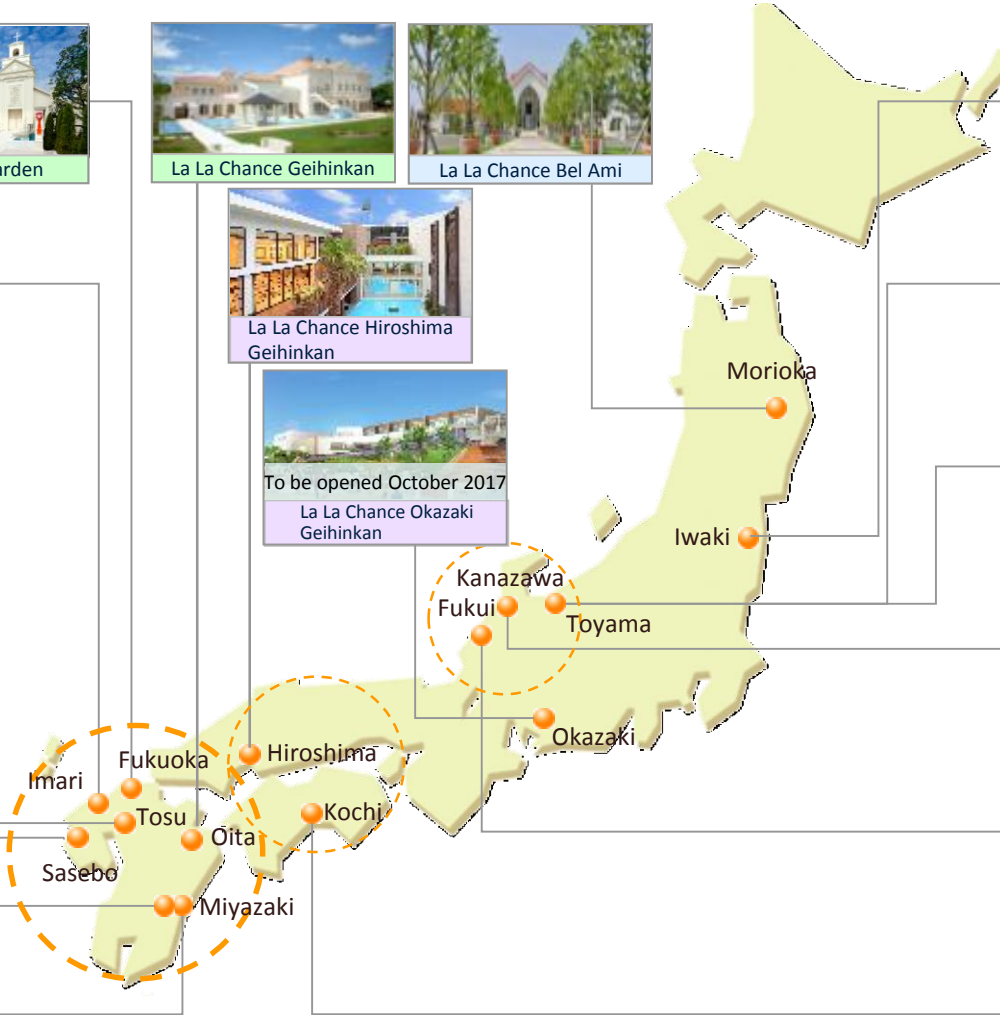 La La Chance Geihinkan
La La Chance Bel Ami
La La Chance Hiroshima
Geihinkan
To be opened October 2017
La La Chance Okazaki
Geihinkan
Morioka
Iwaki
Kanazawa
Fukui
Toyama
Okazaki
Hiroshima
Kochi
Fukuoka
Imari
Tosu
Oita
Sasebo
Miyazaki